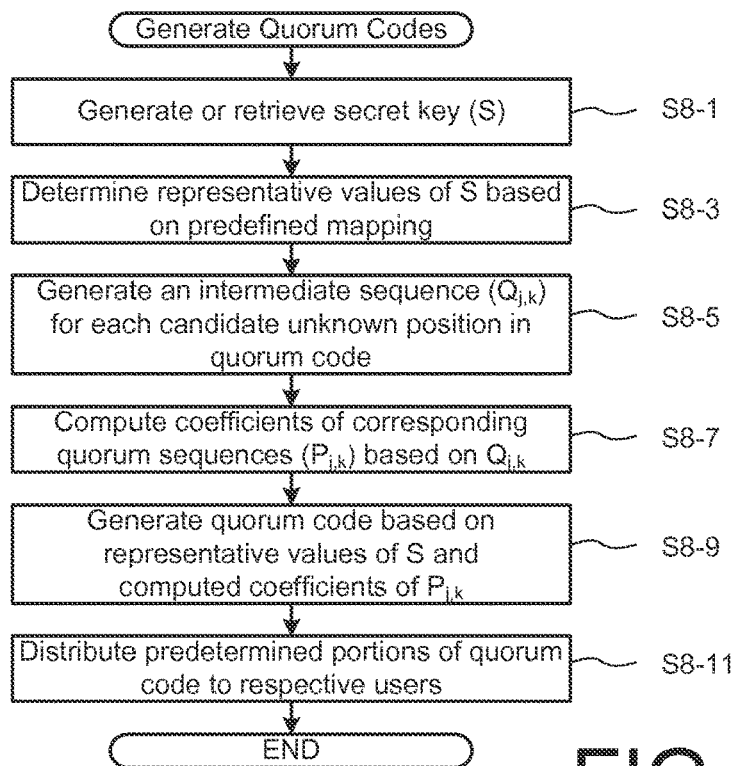 Generate Quorum Codes
Generate or retrieve secret key (S)
S8-1
Determine representative values of S based
on predefined mapping
S8-3
Generate an intermediate sequence (Qj,k)
for each candidate unknown position in
quorum code
S8-5
Compute coefficients of corresponding
quorum sequences (Pj,k) based on Qj,k
S8-7
Generate quorum code based on
representative values of S and
computed coefficients of Pj,k
S8-9
Distribute predetermined portions of quorum
code to respective users
S8-11
END